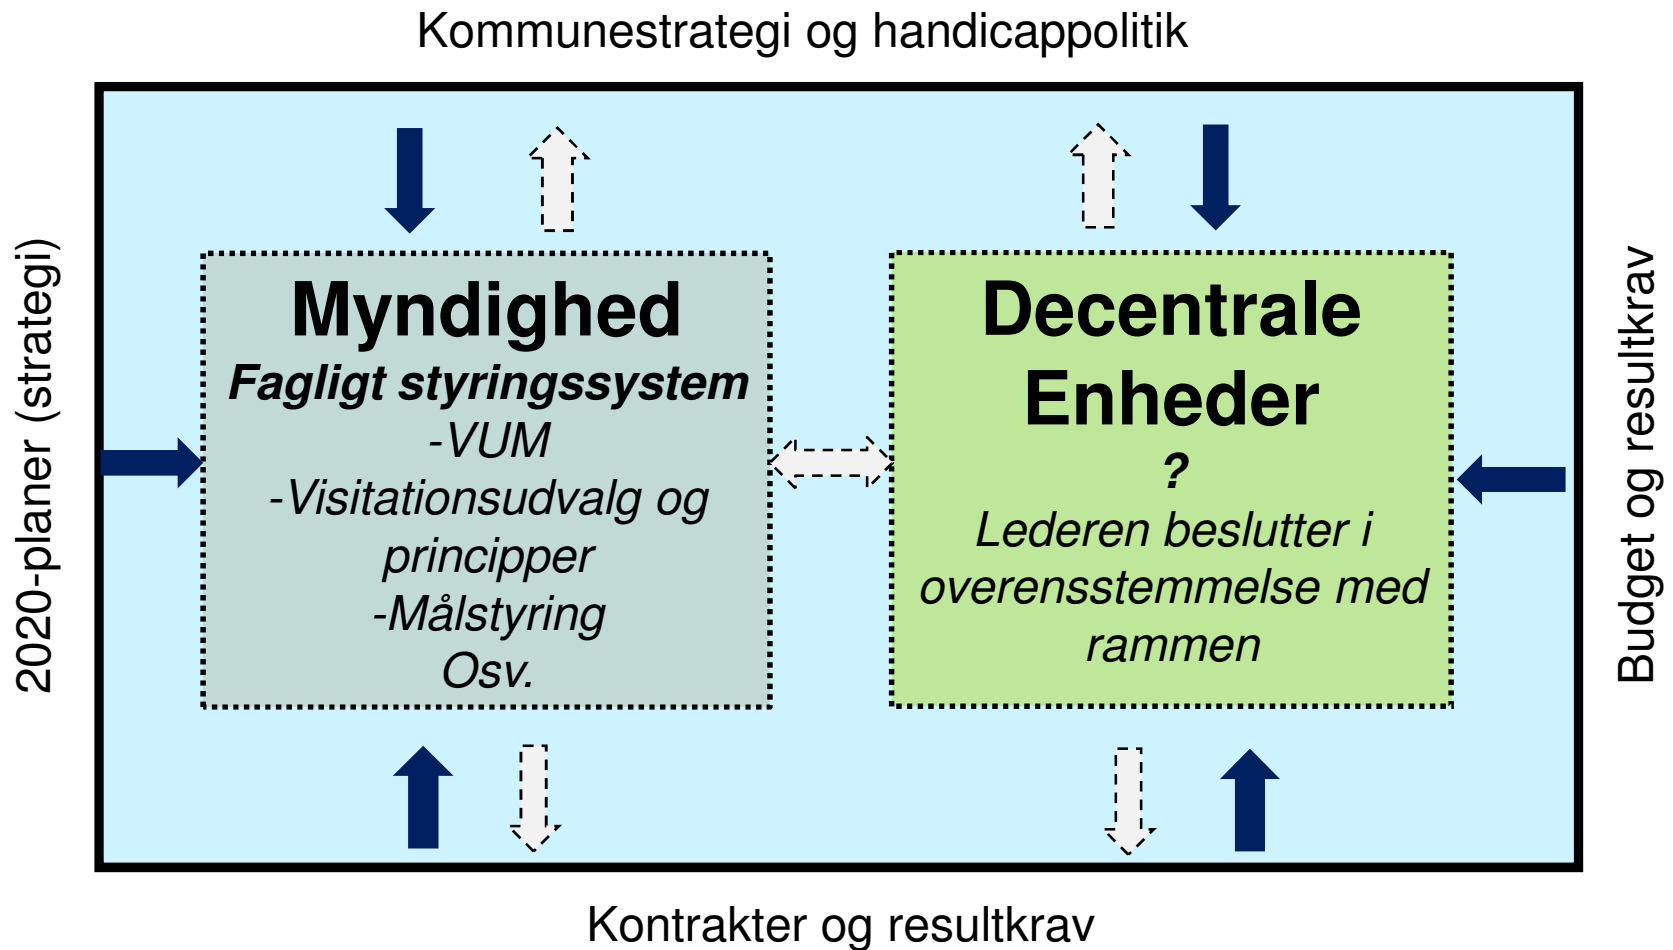 Kommunestrategi og handicappolitik
2020-planer (strategi)
Myndighed
Fagligt styringssystem
-VUM
-Visitationsudvalg og
principper
-Målstyring
Osv.
Decentrale
Enheder
?
Lederen beslutter i
overensstemmelse med
rammen
Budget og resultkrav
Kontrakter og resultkrav